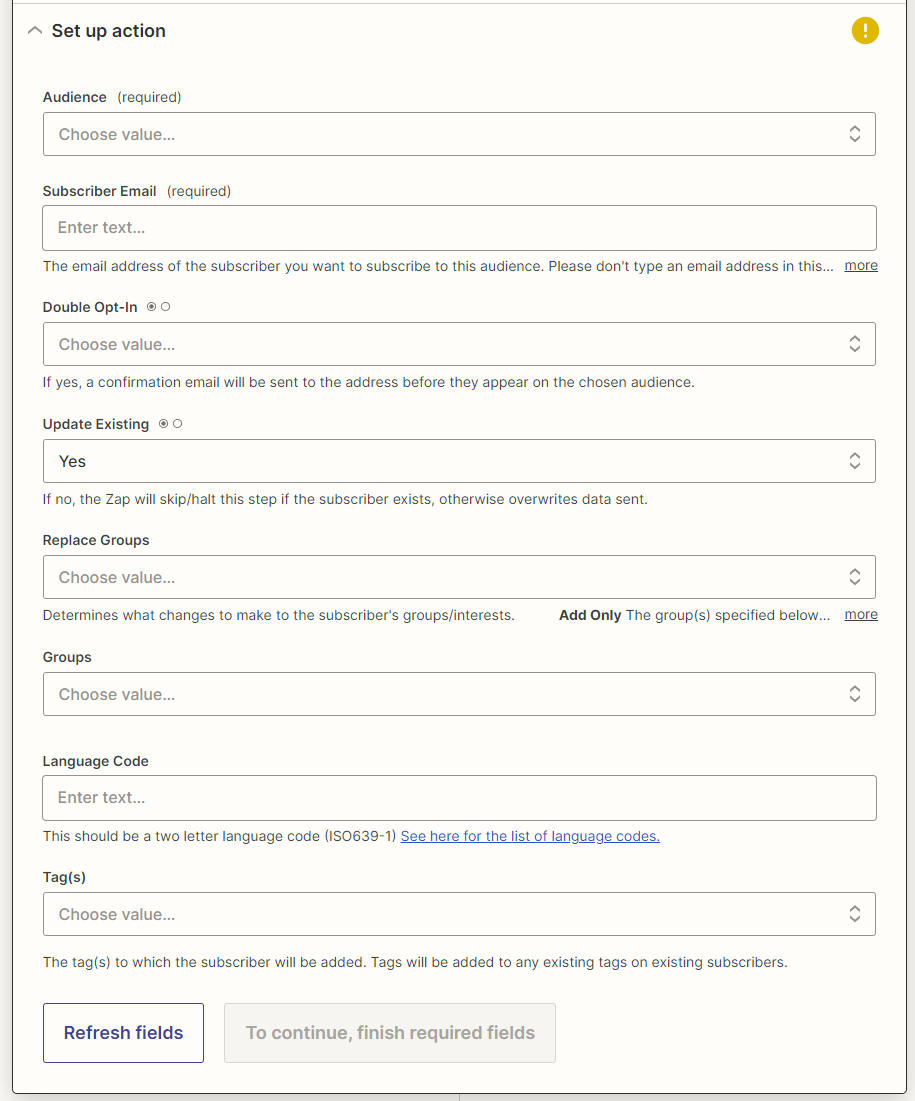 Set up action
Audience (required)
Choose value...
Subscriber Email (required)
Enter text...
The email address of the subscriber you want to subscribe to this audience. Please don't type an email address in this... more
Double Opt-In
Choose value...
If yes, a confirmation email will be sent to the address before they appear on the chosen audience.
Update Existing
Yes
If no, the Zap will skip/halt this step if the subscriber exists, otherwise overwrites data sent.
Replace Groups
Choose value...
Determines what changes to make to the subscriber's groups/interests. Add Only The group(s) specified below... more
Groups
Choose value...
Language Code
Enter text...
This should be a two letter language code (ISO639-1) See here for the list of language codes.
Tag(s)
Choose value...
The tag(s) to which the subscriber will be added. Tags will be added to any existing tags on existing subscribers.
Refresh fields To continue, finish required fields